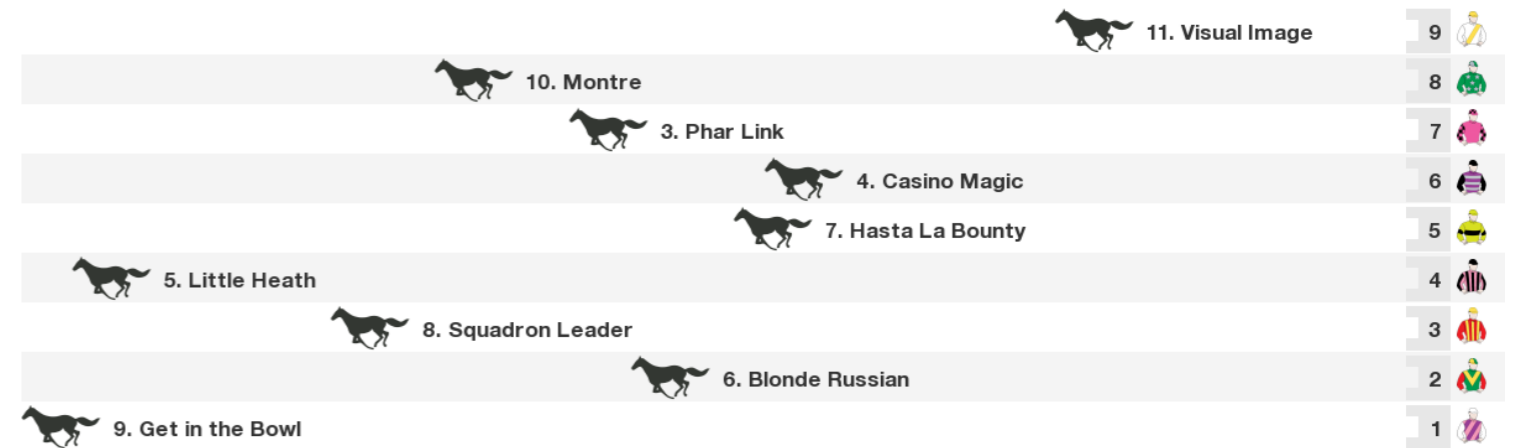 11. Visual Image 9
10. Montre 8
3. Phar Link 7
4. Casino Magic 6
7. Hasta La Bounty 5
5. Little Heath 4
8. Squadron Leader 3
6. Blonde Russian 2
9. Get in the Bowl 1